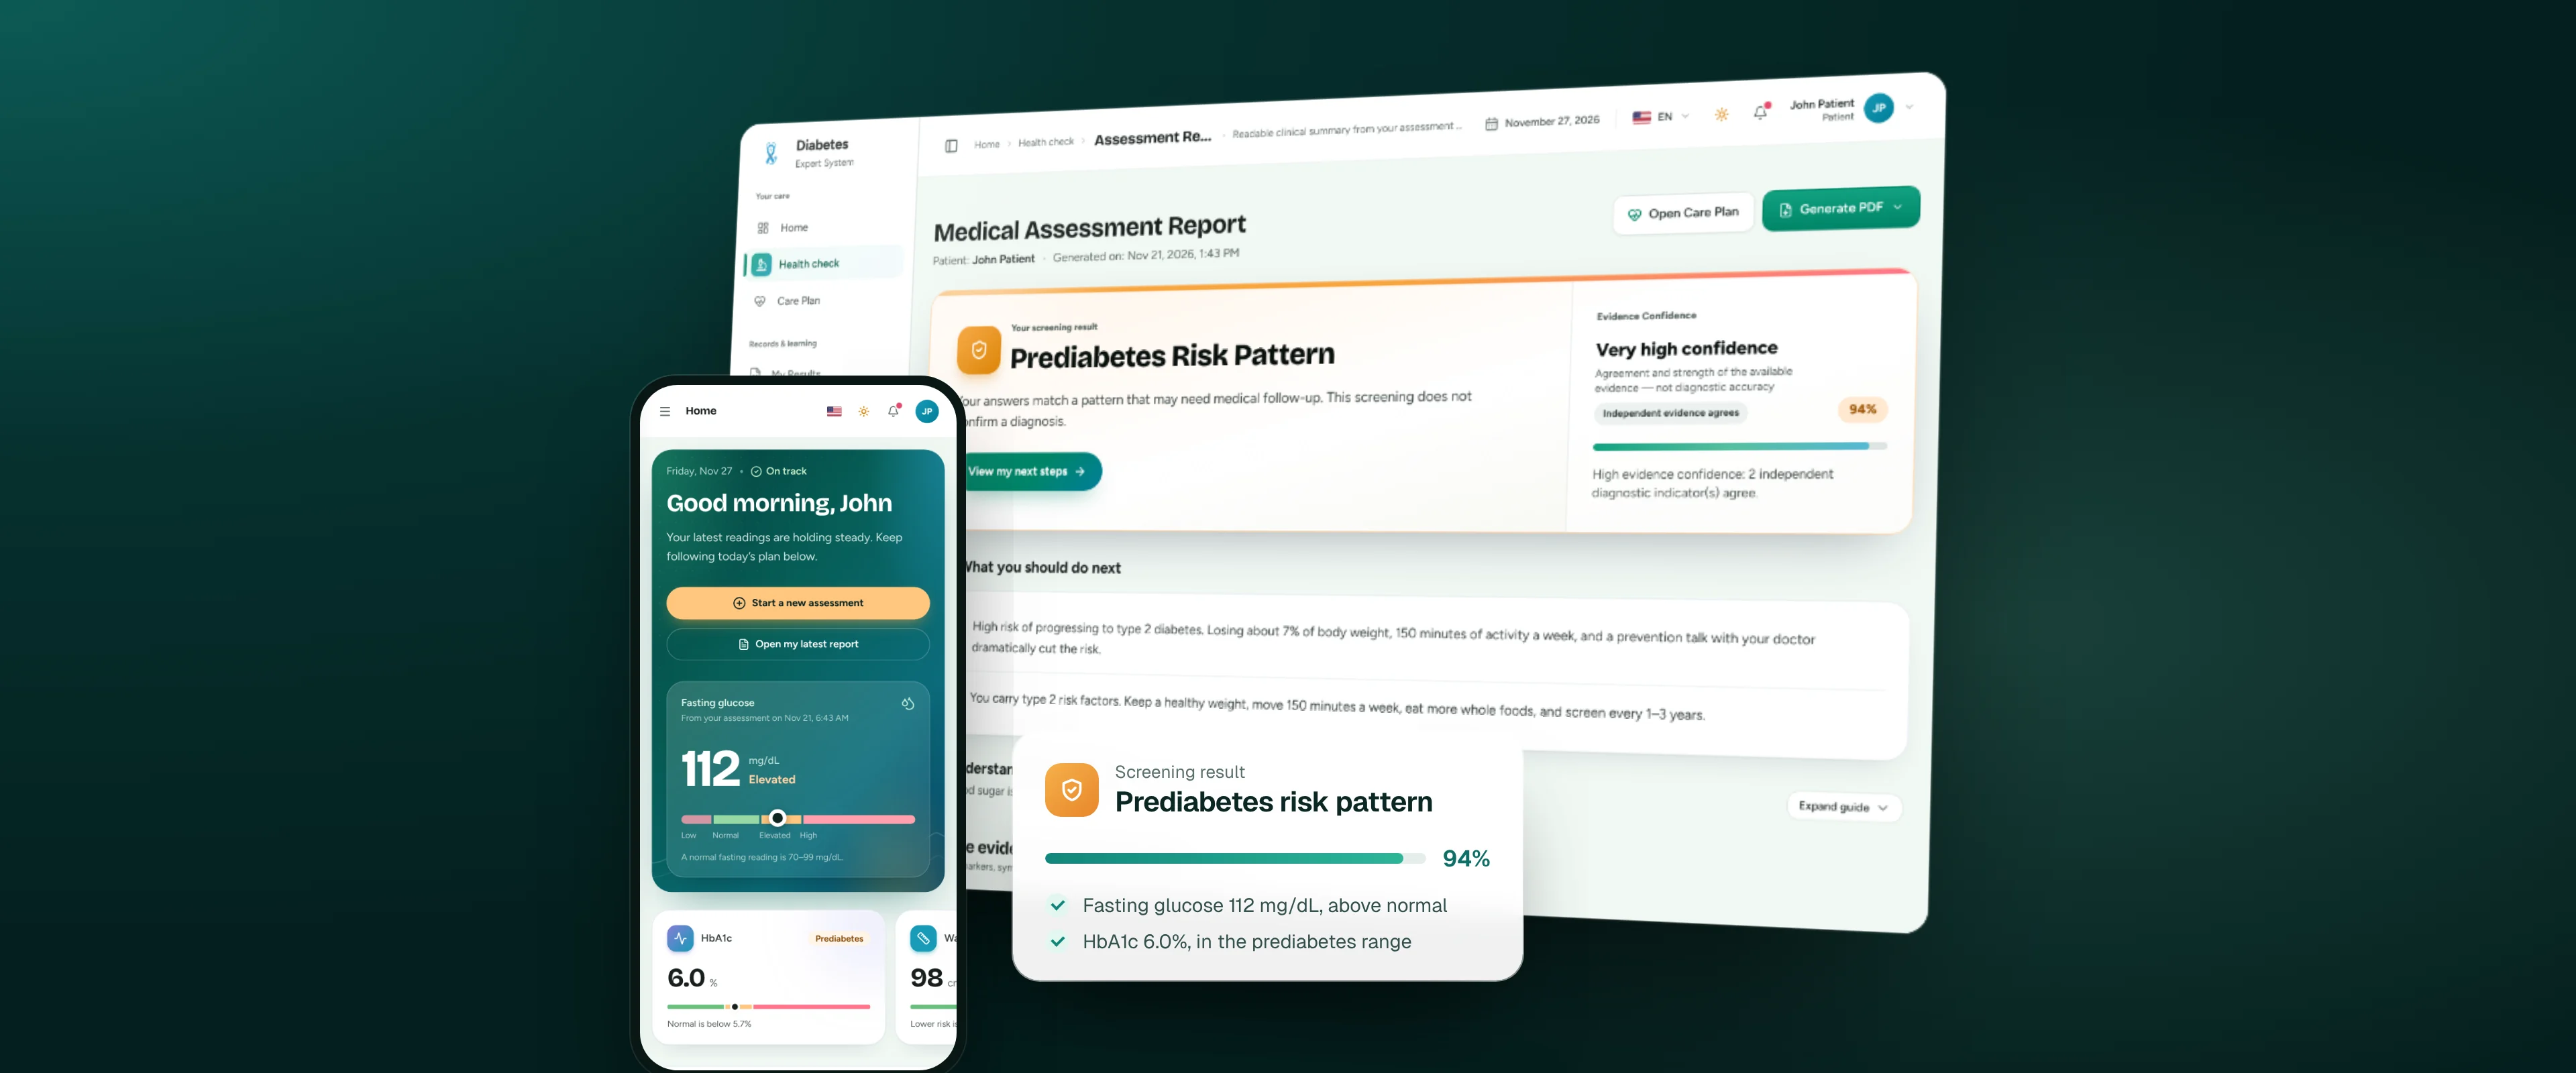 Diabetes
Expert System
Your care
Home
Health check
Care Plan
Records & learning
My Results
Home › Health check › Assessment Re... · Readable clinical summary from your assessment ...
November 27, 2026
EN
John Patient
Patient
JP
Medical Assessment Report
Patient: John Patient · Generated on: Nov 21, 2026, 1:43 PM
Open Care Plan
Generate PDF
Your screening result
Prediabetes Risk Pattern
Your answers match a pattern that may need medical follow-up. This screening does not
confirm a diagnosis.
View my next steps →
Evidence Confidence
Very high confidence
Agreement and strength of the available
evidence — not diagnostic accuracy
Independent evidence agrees
94%
High evidence confidence: 2 independent
diagnostic indicator(s) agree.
What you should do next
High risk of progressing to type 2 diabetes. Losing about 7% of body weight, 150 minutes of activity a week, and a prevention talk with your doctor
dramatically cut the risk.
You carry type 2 risk factors. Keep a healthy weight, move 150 minutes a week, eat more whole foods, and screen every 1–3 years.
Expand guide
Home
JP
Friday, Nov 27 • On track
Good morning, John
Your latest readings are holding steady. Keep
following today's plan below.
Start a new assessment
Open my latest report
Fasting glucose
From your assessment on Nov 21, 6:43 AM
112 mg/dL
Elevated
Low Normal Elevated High
A normal fasting reading is 70–99 mg/dL.
HbA1c
Prediabetes
6.0 %
Normal is below 5.7%
98
Lower risk
Screening result
Prediabetes risk pattern
94%
Fasting glucose 112 mg/dL, above normal
HbA1c 6.0%, in the prediabetes range